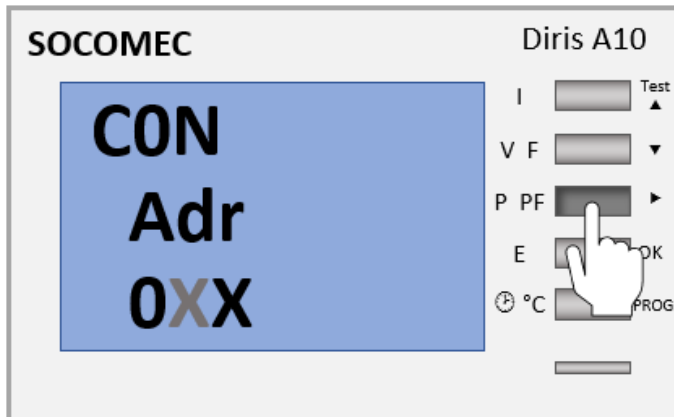 SOCOMEC Diris A10
C0N
Adr
0XX
I Test
V F
P PF
E OK
°C PROG